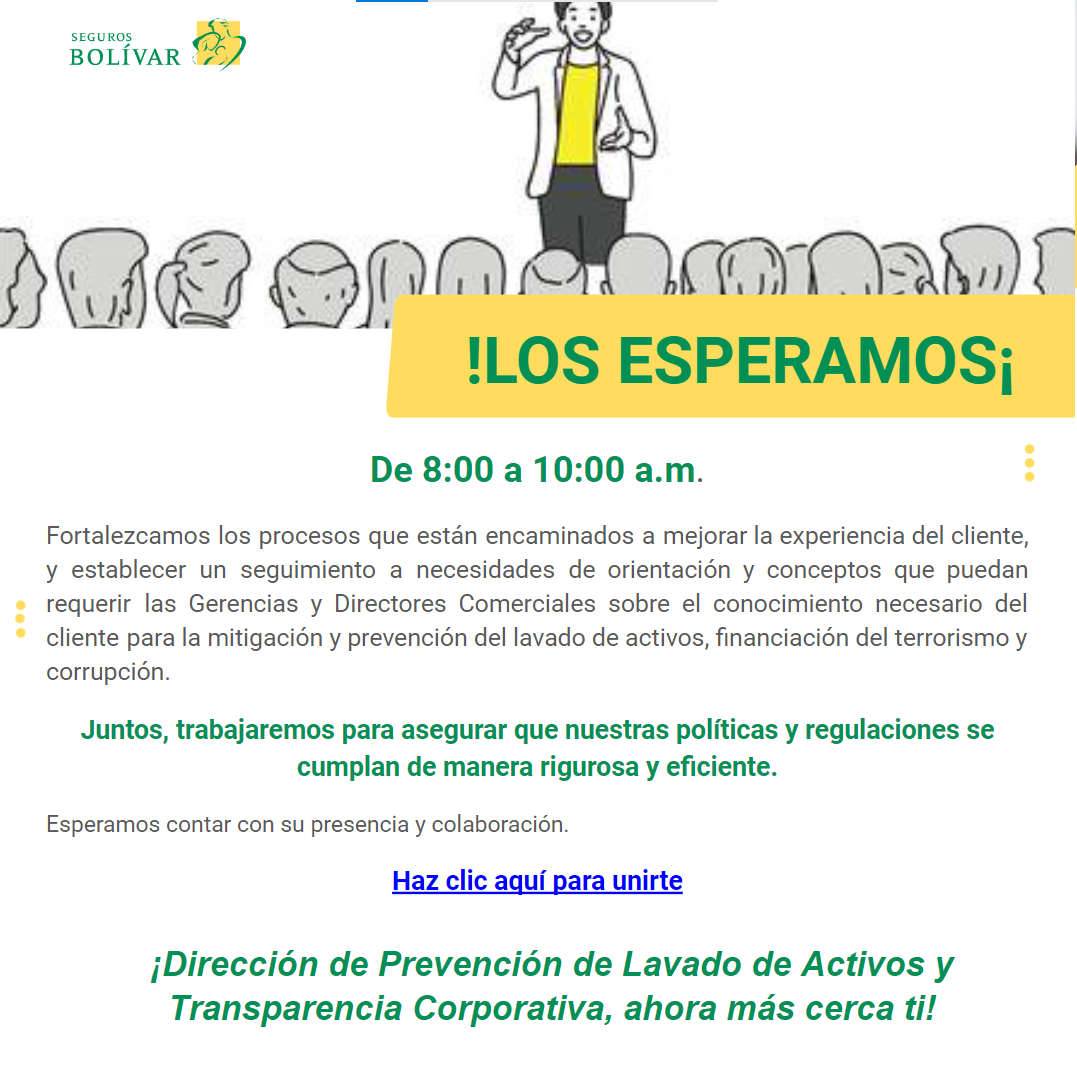 SEGUROS
BOLÍVAR
!LOS ESPERAMOS¡
De 8:00 a 10:00 a.m.
Fortalezcamos los procesos que están encaminados a mejorar la experiencia del cliente,
y establecer un seguimiento a necesidades de orientación y conceptos que puedan
requerir las Gerencias y Directores Comerciales sobre el conocimiento necesario del
cliente para la mitigación y prevención del lavado de activos, financiación del terrorismo y
corrupción.
Juntos, trabajaremos para asegurar que nuestras políticas y regulaciones se
cumplan de manera rigurosa y eficiente.
Esperamos contar con su presencia y colaboración.
Haz clic aquí para unirte
¡Dirección de Prevención de Lavado de Activos y
Transparencia Corporativa, ahora más cerca ti!